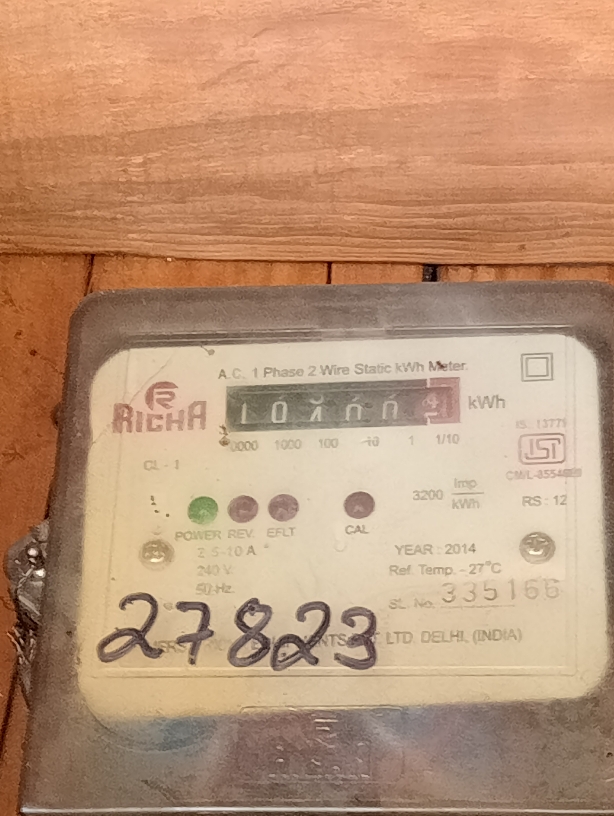 A.C. 1 Phase 2 Wire Static kWh Meter.
RICHA
kWh
10000 1000 100 10 1 1/10
IS: 13779
CL - 1
ISI
3200 Imp
kWh
RS : 12
POWER REV. EFLT CAL
2.5-10 A
YEAR : 2014
240 V
Ref. Temp. - 27°C
50-Hz
SL. No. 335166
27823
LTD. DELHI, (INDIA)